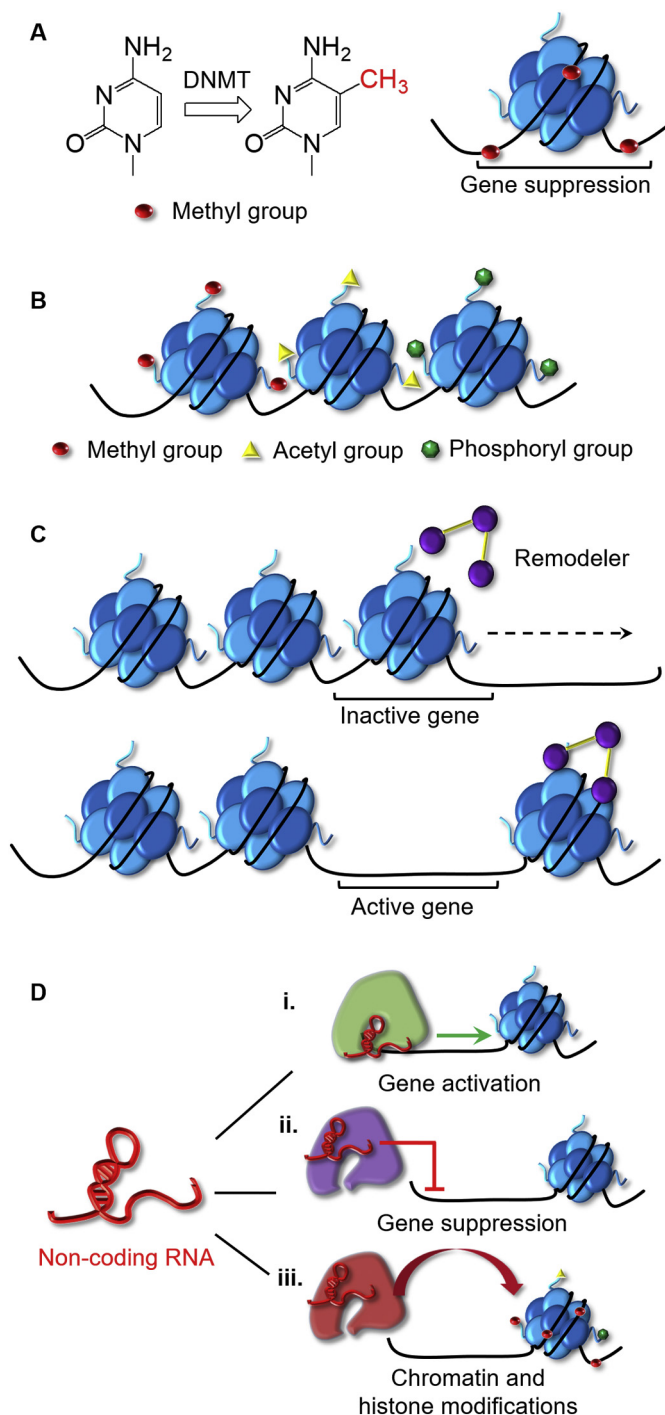 A
NH2
NH2
DNMT
CH3
N
N
O
N
O
N
Methyl group
Gene suppression
B
Methyl group
Acetyl group
Phosphoryl group
C
Remodeler
Inactive gene
Active gene
D
i.
Gene activation
ii.
Gene suppression
Non-coding RNA
iii.
Chromatin and
histone modifications